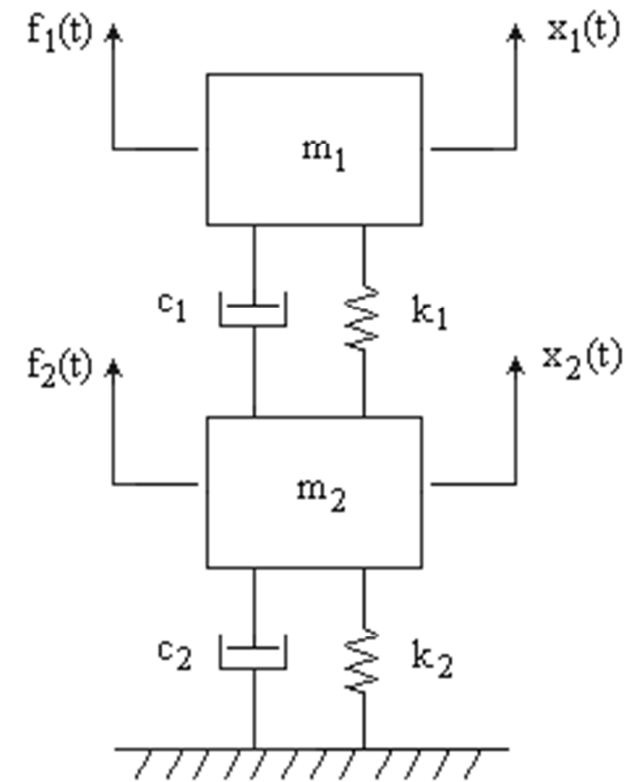 f₁(t) x₁(t)
m₁
c₁ k₁
f₂(t) x₂(t)
m₂
c₂ k₂